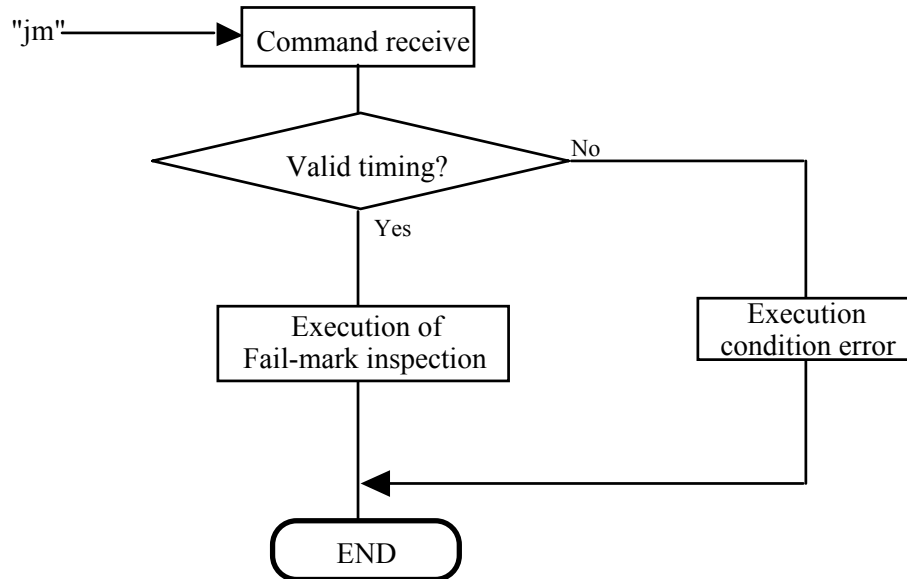 "jm"
Command receive
Valid timing?
No
Yes
Execution of
Fail-mark inspection
Execution
condition error
END